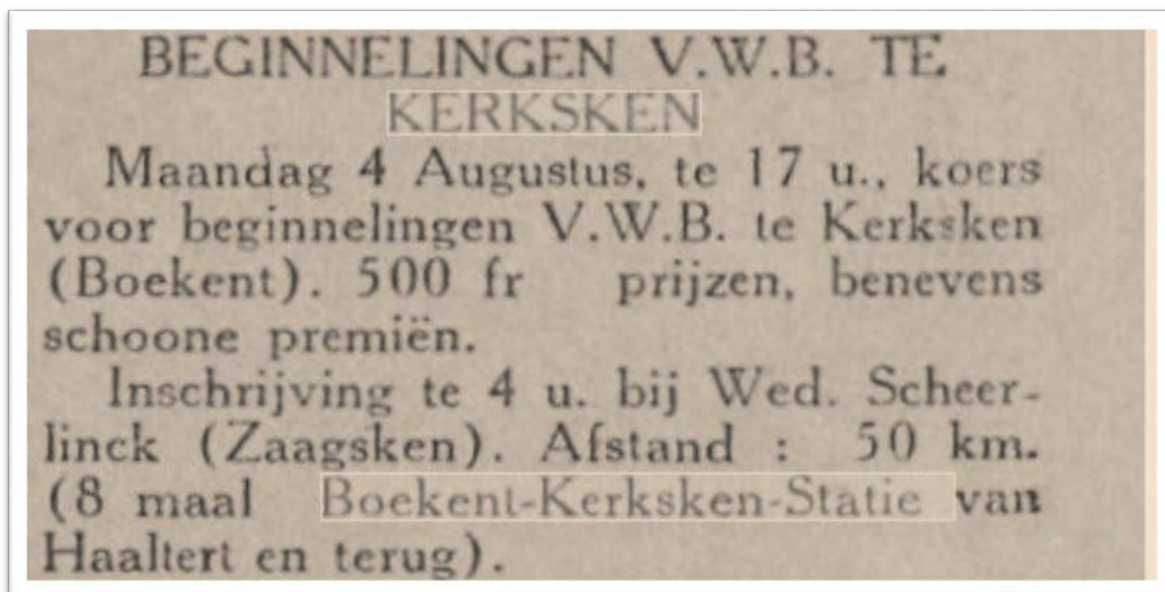 BEGINNELINGEN V.W.B. TE
KERKSKEN
Maandag 4 Augustus, te 17 u., koers
voor beginnelingen V.W.B. te Kerksken
(Boekent). 500 fr prijzen, benevens
schoone premiën.
Inschrijving te 4 u. bij Wed. Scheer-
linck (Zaagsken). Afstand : 50 km.
(8 maal Boekent-Kerksken-Statie van
Haaltert en terug).